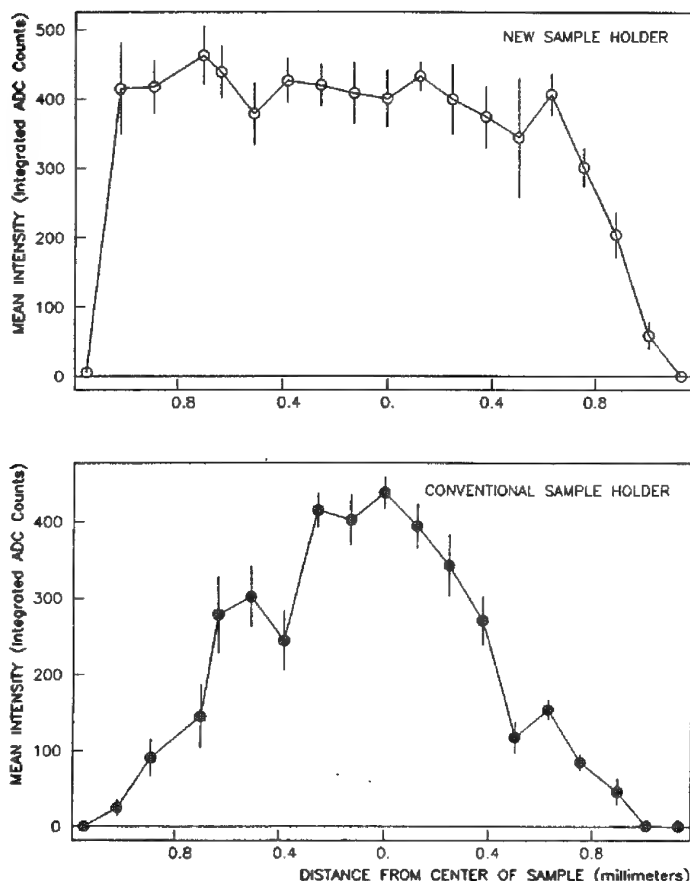 500
NEW SAMPLE HOLDER
400
300
200
100
0
MEAN INTENSITY (Integrated ADC Counts)
0.8 0.4 0. 0.4 0.8
CONVENTIONAL SAMPLE HOLDER
400
300
200
100
0
MEAN INTENSITY (Integrated ADC Counts)
0.8 0.4 0. 0.4 0.8
DISTANCE FROM CENTER OF SAMPLE (millimeters)